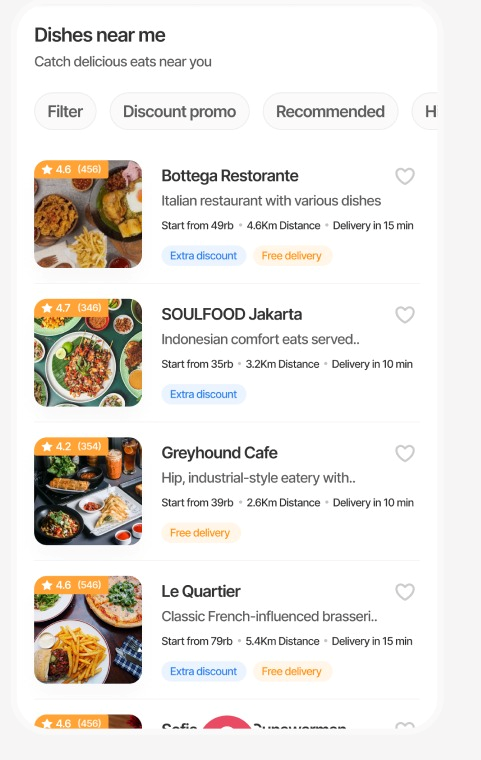 Dishes near me
Catch delicious eats near you
Filter
Discount promo
Recommended
4.6 (456)
Bottega Restorante
Italian restaurant with various dishes
Start from 49rb • 4.6Km Distance • Delivery in 15 min
Extra discount
Free delivery
4.7 (346)
SOULFOOD Jakarta
Indonesian comfort eats served..
Start from 35rb • 3.2Km Distance • Delivery in 10 min
Extra discount
4.2 (354)
Greyhound Cafe
Hip, industrial-style eatery with..
Start from 39rb • 2.6Km Distance • Delivery in 10 min
Free delivery
4.6 (546)
Le Quartier
Classic French-influenced brasseri..
Start from 79rb • 5.4Km Distance • Delivery in 15 min
Extra discount
Free delivery
4.6 (456)